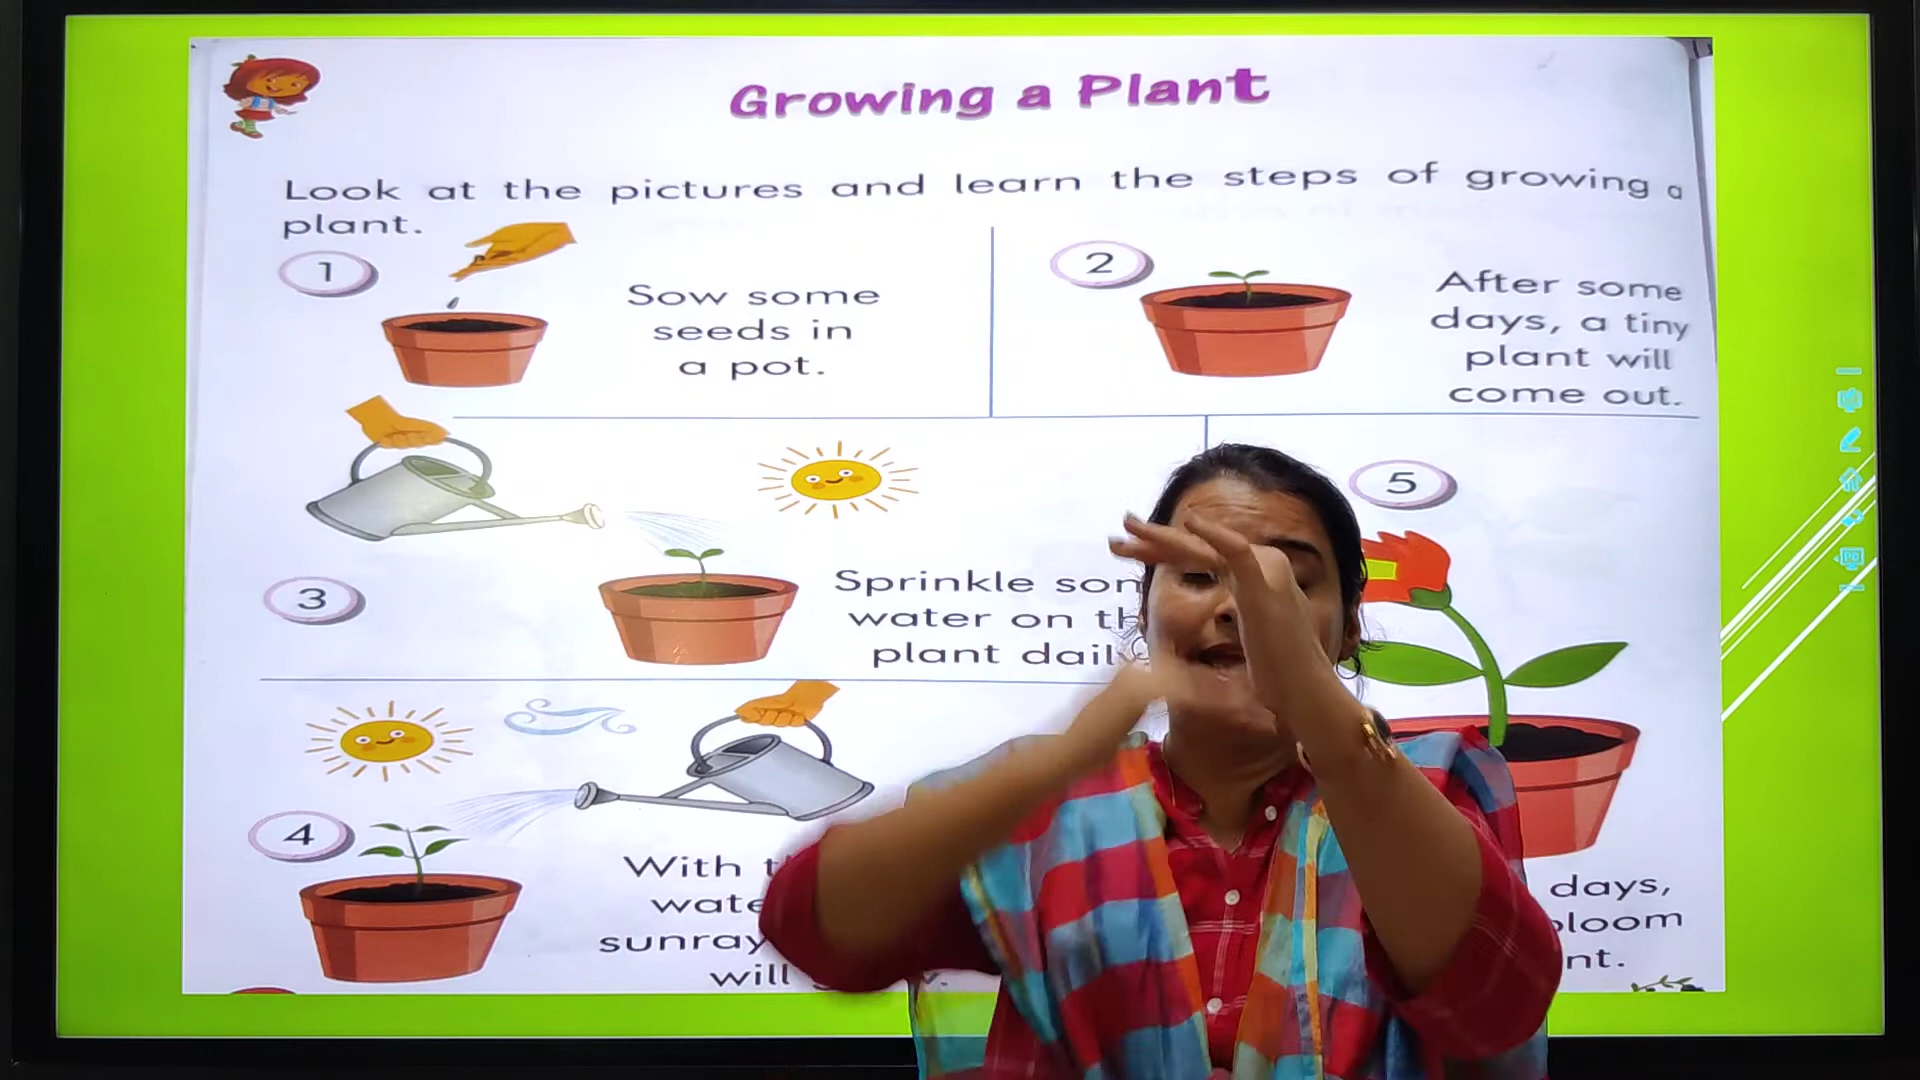 Growing a Plant
Look at the pictures and learn the steps of growing a
plant.
1
Sow some
seeds in
a pot.
2
After some
days, a tiny
plant will
come out.
3
Sprinkle
water on
plant
4
With
sunray
will
5
days,
bloom